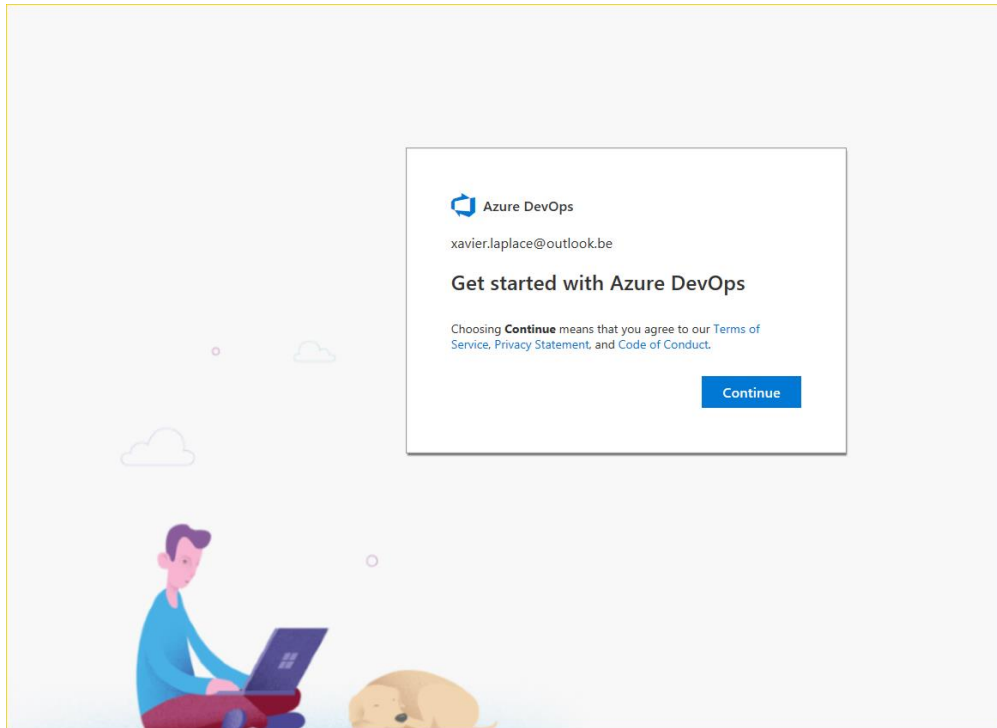 Azure DevOps
xavier.laplace@outlook.be
Get started with Azure DevOps
Choosing Continue means that you agree to our Terms of
Service, Privacy Statement, and Code of Conduct.
Continue